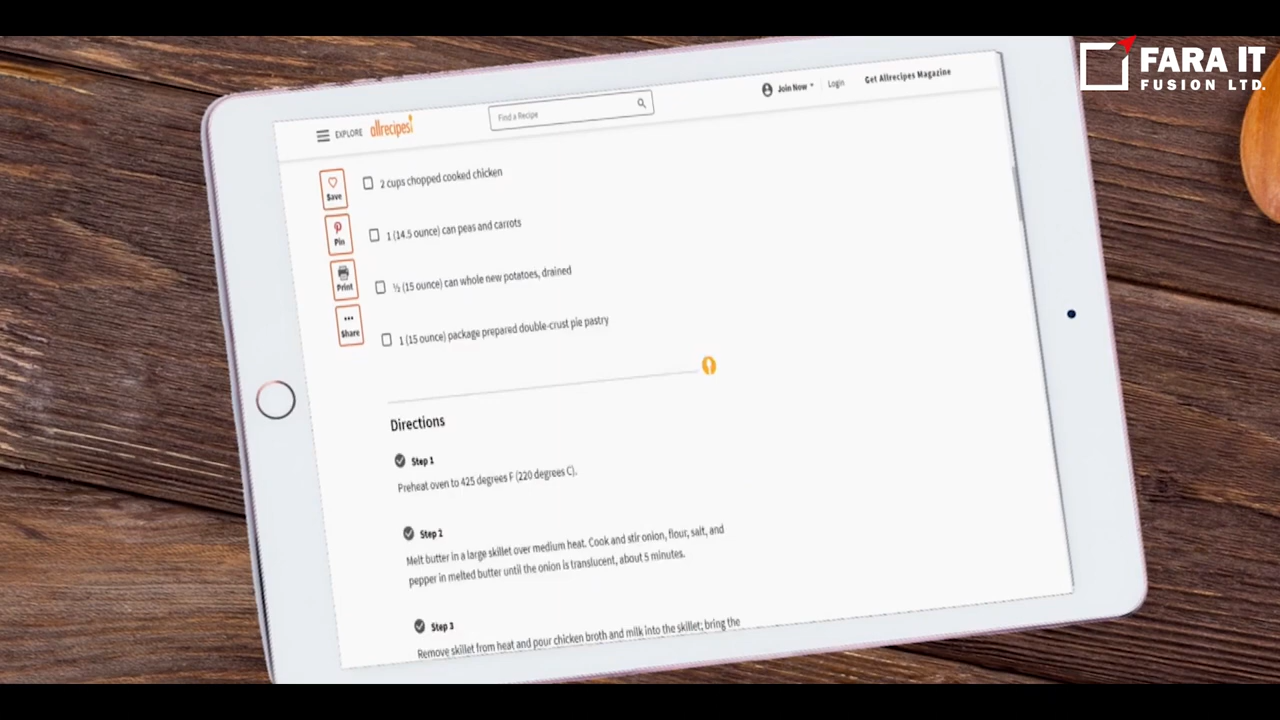 FARA IT
FUSION LTD.
EXPLORE allrecipes
Find a Recipe
Join Now
Login
Get Allrecipes Magazine
Save
Pin
Print
Share
2 cups chopped cooked chicken
1 (14.5 ounce) can peas and carrots
½ (15 ounce) can whole new potatoes, drained
1 (15 ounce) package prepared double-crust pie pastry
Directions
Step 1
Preheat oven to 425 degrees F (220 degrees C).
Step 2
Melt butter in a large skillet over medium heat. Cook and stir onion, flour, salt, and
pepper in melted butter until the onion is translucent, about 5 minutes.
Step 3
Remove skillet from heat and pour chicken broth and milk into the skillet; bring the